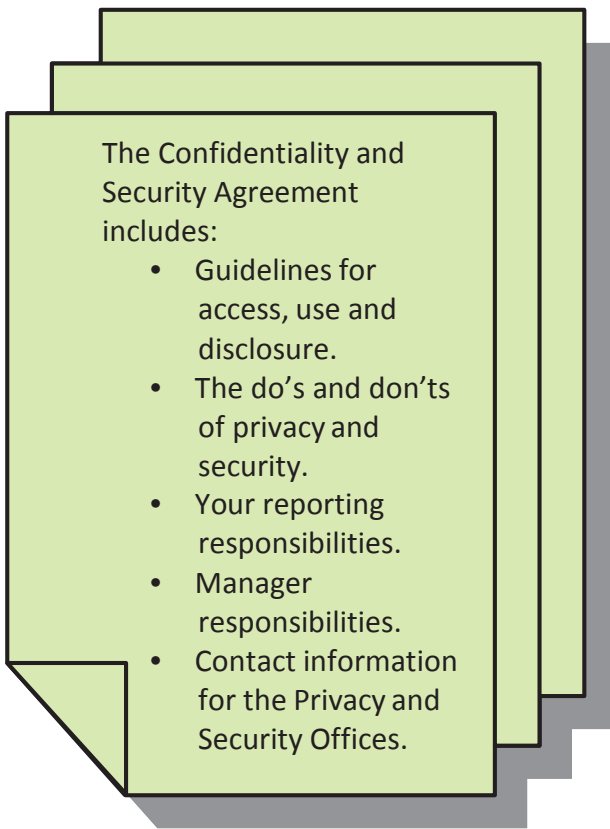 The Confidentiality and
Security Agreement
includes:
• Guidelines for
access, use and
disclosure.
• The do’s and don’ts
of privacy and
security.
• Your reporting
responsibilities.
• Manager
responsibilities.
• Contact information
for the Privacy and
Security Offices.